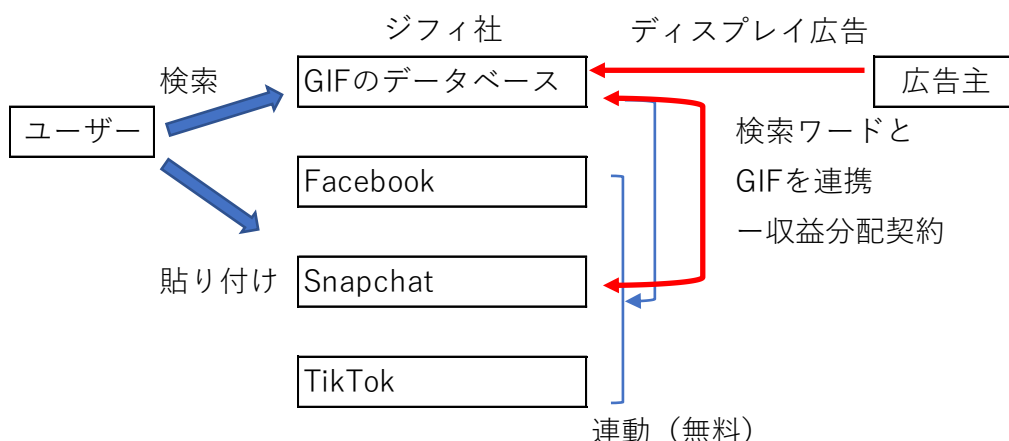 ジフィ社
ディスプレイ広告
検索
GIFのデータベース
広告主
ユーザー
検索ワードと
GIFを連携
ー収益分配契約
Facebook
貼り付け
Snapchat
TikTok
連動（無料）